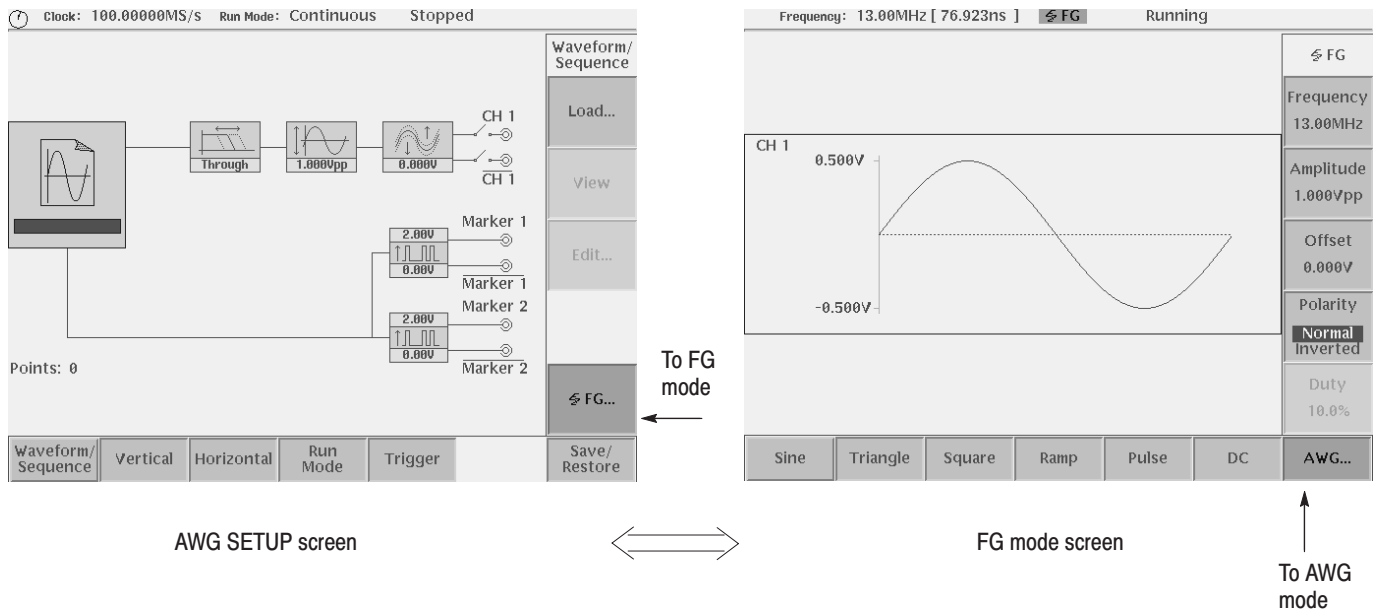 Clock: 100.00000MS/s Run Mode: Continuous Stopped
Waveform/
Sequence
Load...
View
Edit...
FG...
CH 1
CH 1
Through
1.000Vpp
0.000V
Marker 1
2.00V
0.00V
Marker 1
Marker 2
2.00V
0.00V
Marker 2
Points: 0
Waveform/
Sequence
Vertical
Horizontal
Run
Mode
Trigger
Save/
Restore
To FG
mode
AWG SETUP screen
Frequency: 13.00MHz [ 76.923ns ] FG Running
FG
Frequency
13.00MHz
Amplitude
1.000Vpp
Offset
0.000V
Polarity
Normal
Inverted
Duty
10.0%
CH 1
0.500V
-0.500V
Sine
Triangle
Square
Ramp
Pulse
DC
AWG...
FG mode screen
To AWG
mode